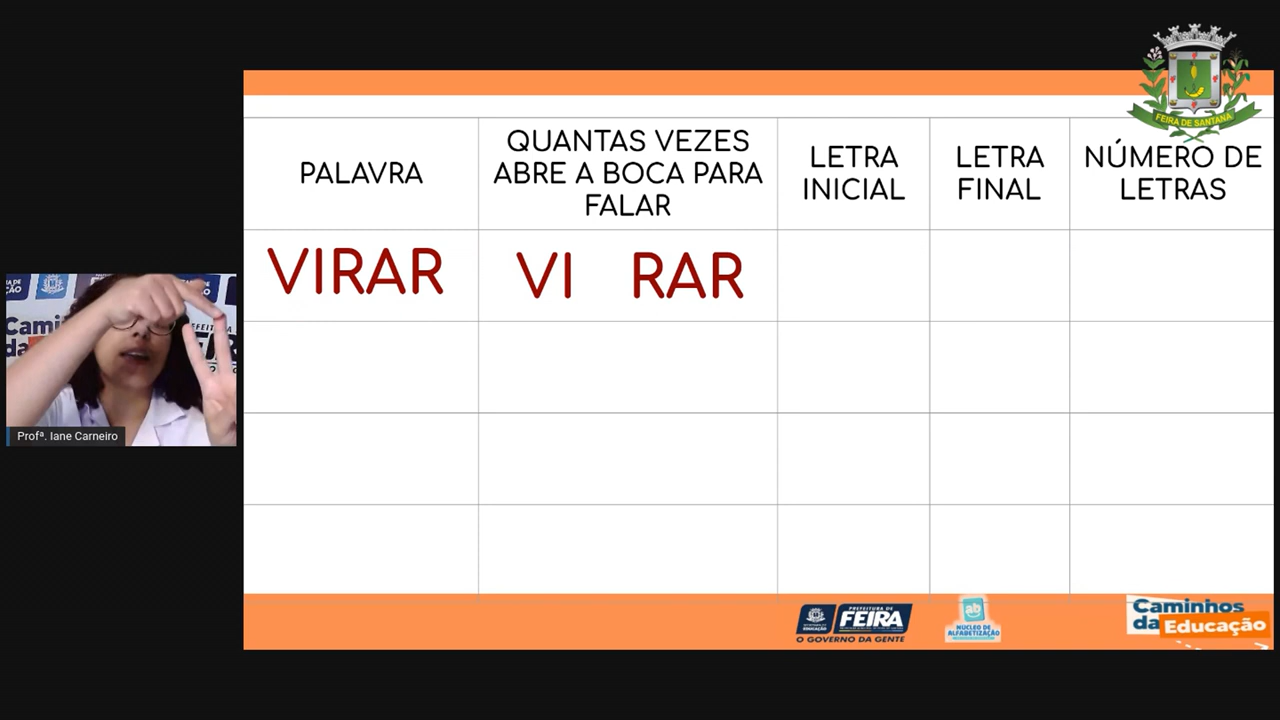 FEIRA DE SANTANA
PALAVRA
QUANTAS VEZES
ABRE A BOCA PARA
FALAR
LETRA
INICIAL
LETRA
FINAL
NÚMERO DE
LETRAS
VIRAR
VI RAR
Profª. Iane Carneiro
PREFEITURA DE
FEIRA
EDUCAÇÃO
O GOVERNO DA GENTE
ab
NÚCLEO DE
ALFABETIZAÇÃO
Caminhos
da Educação